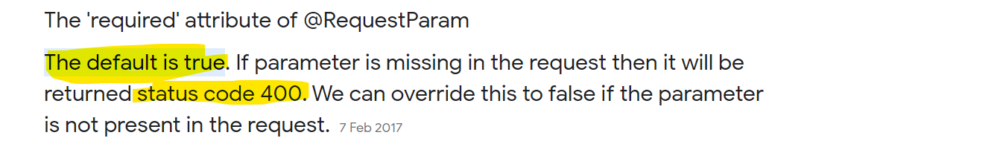 The 'required' attribute of @RequestParam
The default is true. If parameter is missing in the request then it will be
returned status code 400. We can override this to false if the parameter
is not present in the request. 7 Feb 2017